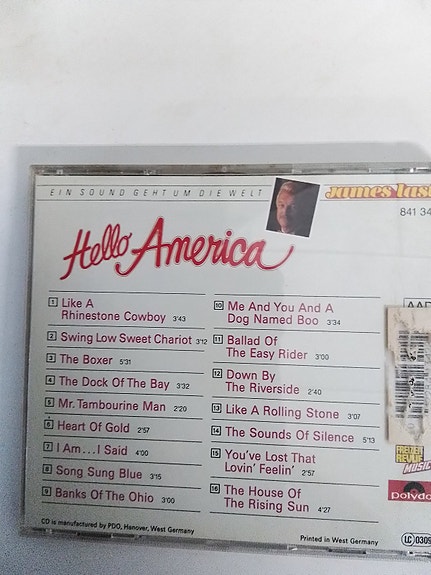 EIN SOUND GEHT UM DIE WELT
James Last
841 34
Hello America
AAD
1 Like A
Rhinestone Cowboy 3'43
2 Swing Low Sweet Chariot 3'12
3 The Boxer 5'31
4 The Dock Of The Bay 3'32
5 Mr. Tambourine Man 2'20
6 Heart Of Gold 2'57
7 I Am...I Said 4'00
8 Song Sung Blue 3'15
9 Banks Of The Ohio 3'00
10 Me And You And A
Dog Named Boo 3'34
11 Ballad Of
The Easy Rider 3'00
12 Down By
The Riverside 2'40
13 Like A Rolling Stone 3'07
14 The Sounds Of Silence 5'13
15 You've Lost That
Lovin' Feelin' 2'57
16 The House Of
The Rising Sun 4'27
FREIZEIT
REVUE
MUSIC
polydo
CD is manufactured by PDO, Hanover, West Germany
Printed in West Germany
LC 0309